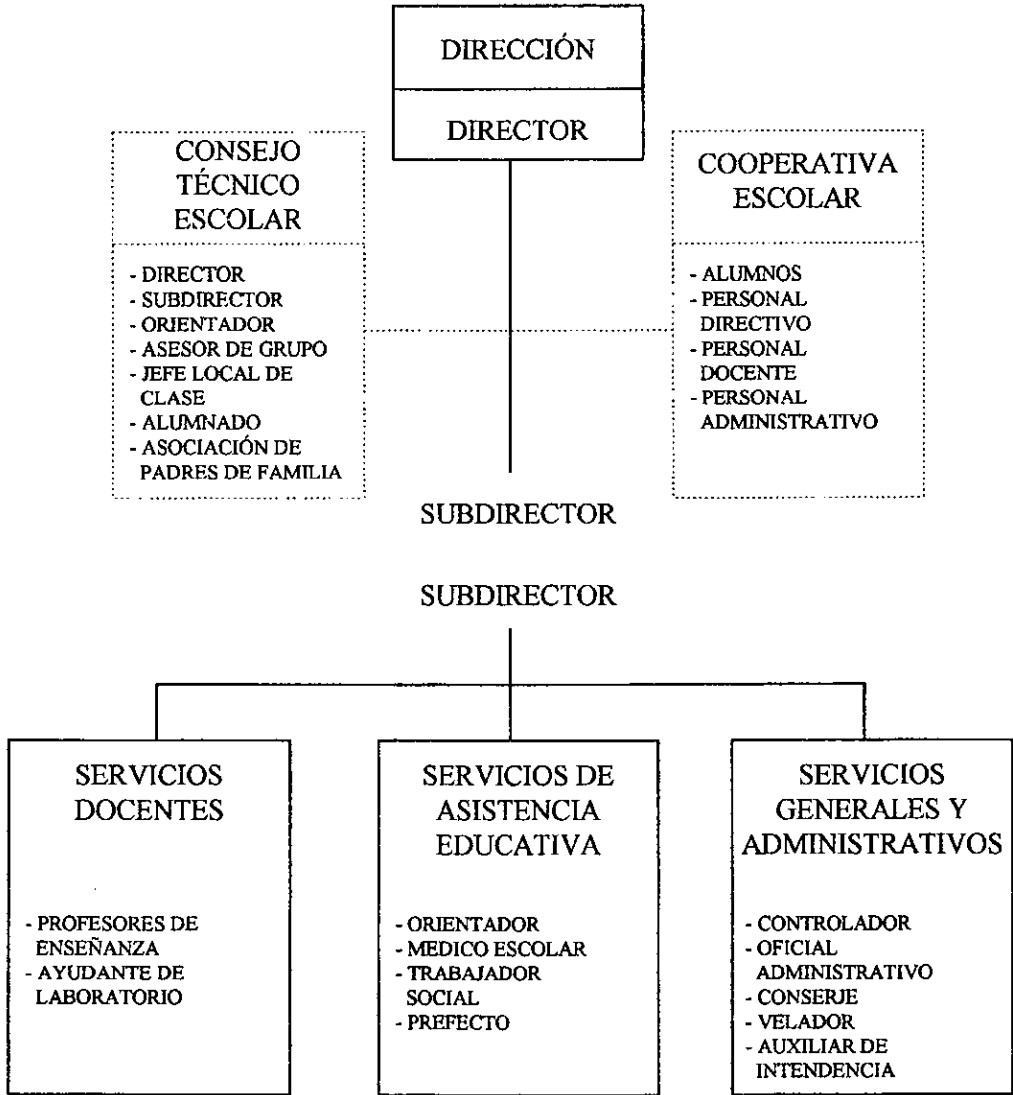 DIRECCIÓN
DIRECTOR
CONSEJO
TÉCNICO
ESCOLAR
- DIRECTOR
- SUBDIRECTOR
- ORIENTADOR
- ASESOR DE GRUPO
- JEFE LOCAL DE
CLASE
- ALUMNADO
- ASOCIACIÓN DE
PADRES DE FAMILIA
COOPERATIVA
ESCOLAR
- ALUMNOS
- PERSONAL
DIRECTIVO
- PERSONAL
DOCENTE
- PERSONAL
ADMINISTRATIVO
SUBDIRECTOR
SUBDIRECTOR
SERVICIOS
DOCENTES
- PROFESORES DE
ENSEÑANZA
- AYUDANTE DE
LABORATORIO
SERVICIOS DE
ASISTENCIA
EDUCATIVA
- ORIENTADOR
- MEDICO ESCOLAR
- TRABAJADOR
SOCIAL
- PREFECTO
SERVICIOS
GENERALES Y
ADMINISTRATIVOS
- CONTROLADOR
- OFICIAL
ADMINISTRATIVO
- CONSERJE
- VELADOR
- AUXILIAR DE
INTENDENCIA